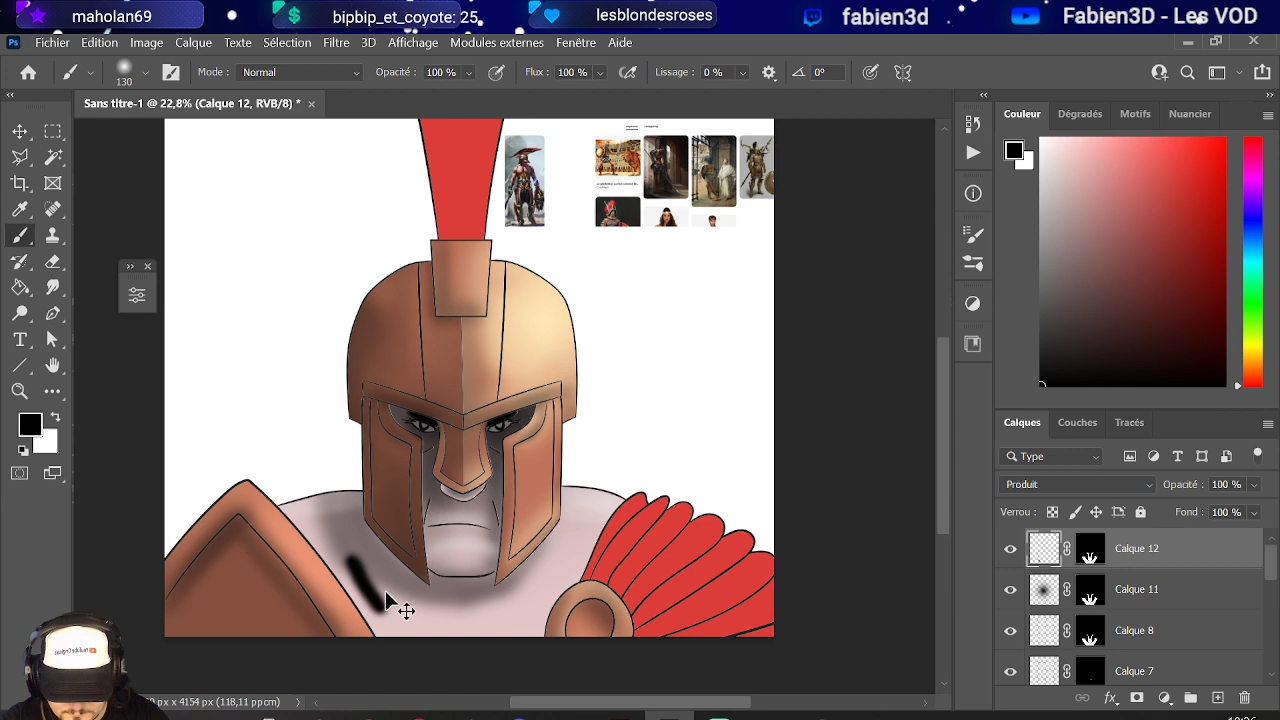 maholan69
bipbip_et_coyote: 25
lesblondesroses
fabien3d
Fabien3D - Les VOD
Ps Fichier Edition Image Calque Texte Sélection Filtre 3D Affichage Modules externes Fenêtre Aide
130
Mode : Normal
Opacité : 100 %
Flux : 100 %
Lissage : 0 %
0°
Sans titre-1 @ 22,8% (Calque 12, RVB/8) *
Couleur Dégradés Motifs Nuancier
Calques Couches Tracés
Type
Produit
Opacité : 100 %
Verrou :
Fond : 100 %
Calque 12
Calque 11
Calque 8
Calque 7
px x 4154 px (118,11 ppcm)